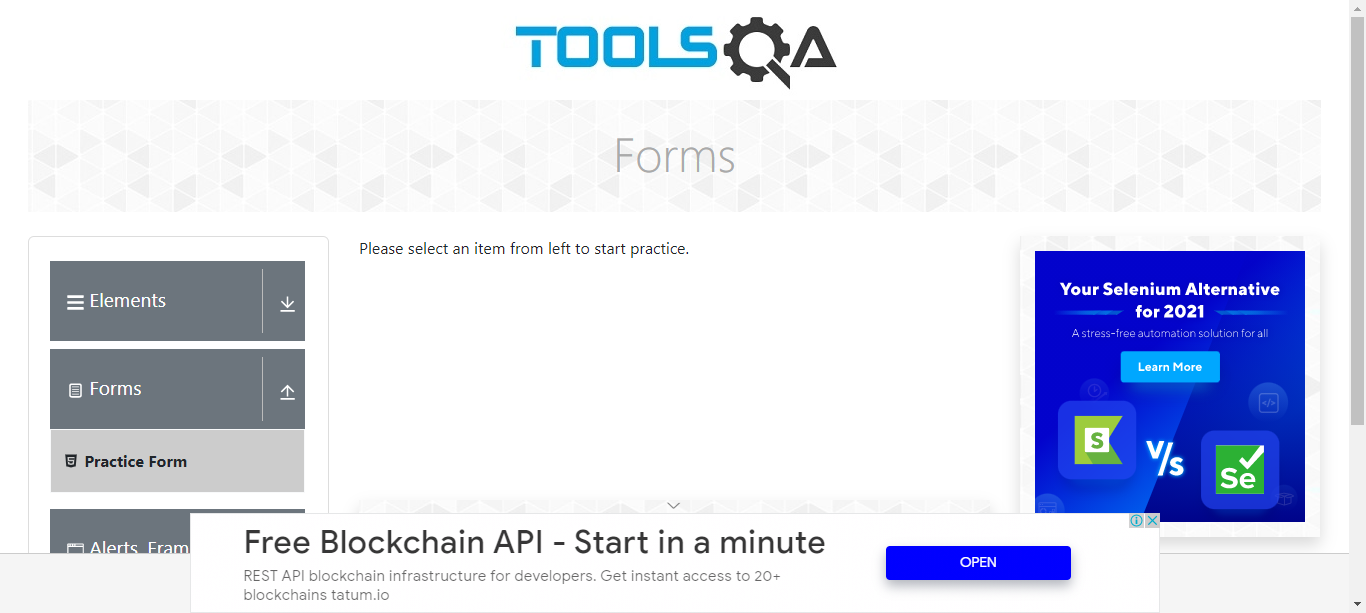 TOOLSQA
Forms
Elements
Forms
Practice Form
Alerts, Fram
Please select an item from left to start practice.
Your Selenium Alternative
for 2021
A stress-free automation solution for all
Learn More
S
V/s
Se
Free Blockchain API - Start in a minute
REST API blockchain infrastructure for developers. Get instant access to 20+
blockchains tatum.io
OPEN